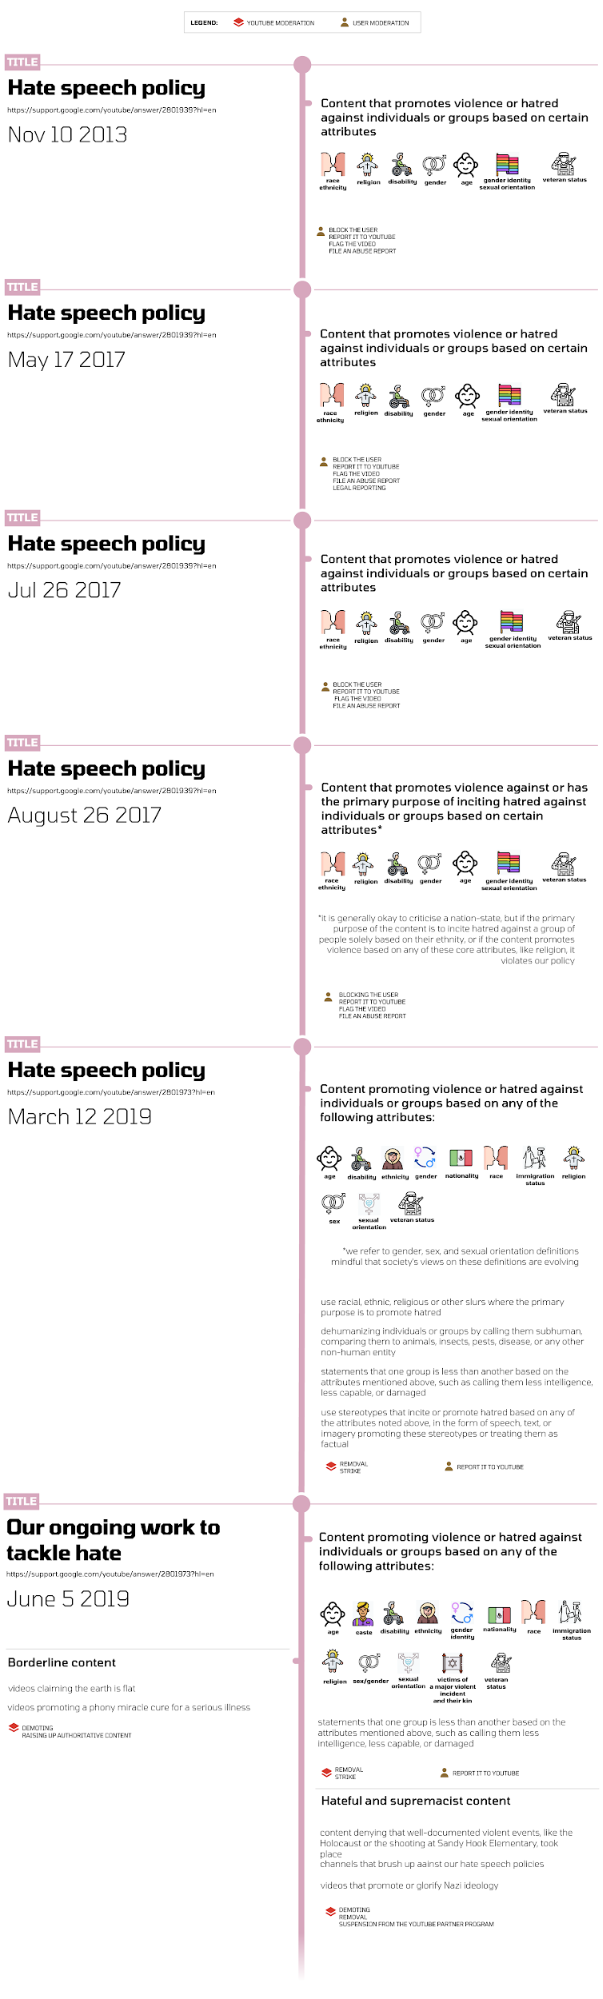 LEGEND: YOUTUBE MODERATION USER MODERATION
TITLE
Hate speech policy
https://support.google.com/youtube/answer/2801939?hl=en
Nov 10 2013
Content that promotes violence or hatred
against individuals or groups based on certain
attributes
race
ethnicity
religion
disability
gender
age
gender identity
sexual orientation
veteran status
BLOCK THE USER
REPORT IT TO YOUTUBE
FLAG THE VIDEO
FILE AN ABUSE REPORT
TITLE
Hate speech policy
https://support.google.com/youtube/answer/2801939?hl=en
May 17 2017
Content that promotes violence or hatred
against individuals or groups based on certain
attributes
race
ethnicity
religion
disability
gender
age
gender identity
sexual orientation
veteran status
BLOCK THE USER
REPORT IT TO YOUTUBE
FLAG THE VIDEO
FILE AN ABUSE REPORT
LEGAL REPORTING
TITLE
Hate speech policy
https://support.google.com/youtube/answer/2801939?hl=en
Jul 26 2017
Content that promotes violence or hatred
against individuals or groups based on certain
attributes
race
ethnicity
religion
disability
gender
age
gender identity
sexual orientation
veteran status
BLOCK THE USER
REPORT IT TO YOUTUBE
FLAG THE VIDEO
FILE AN ABUSE REPORT
TITLE
Hate speech policy
https://support.google.com/youtube/answer/2801939?hl=en
August 26 2017
Content that promotes violence against or has
the primary purpose of inciting hatred against
individuals or groups based on certain
attributes*
race
ethnicity
religion
disability
gender
age
gender identity
sexual orientation
veteran status
*it is generally okay to criticise a nation-state, but if the primary
purpose of the content is to incite hatred against a group of
people solely based on their ethnity, or if the content promotes
violence based on any of these core attributes, like religion, it
violates our policy
BLOCKING THE USER
REPORT IT TO YOUTUBE
FLAG THE VIDEO
FILE AN ABUSE REPORT
TITLE
Hate speech policy
https://support.google.com/youtube/answer/2801973?hl=en
March 12 2019
Content promoting violence or hatred against
individuals or groups based on any of the
following attributes:
age
disability
ethnicity
gender
nationality
race
immigration
status
religion
sex
sexual
orientation
veteran status
*we refer to gender, sex, and sexual orientation definitions
mindful that society's views on these definitions are evolving
use racial, ethnic, religious or other slurs where the primary
purpose is to promote hatred
dehumanizing individuals or groups by calling them subhuman,
comparing them to animals, insects, pests, disease, or any other
non-human entity
statements that one group is less than another based on the
attributes mentioned above, such as calling them less intelligence,
less capable, or damaged
use stereotypes that incite or promote hatred based on any of
the attributes noted above, in the form of speech, text, or
imagery promoting these stereotypes or treating them as
factual
REMOVAL
STRIKE
REPORT IT TO YOUTUBE
TITLE
Our ongoing work to
tackle hate
https://support.google.com/youtube/answer/2801973?hl=en
June 5 2019
Content promoting violence or hatred against
individuals or groups based on any of the
following attributes:
age
caste
disability
ethnicity
gender
identity
nationality
race
immigration
status
religion
sex/gender
sexual
orientation
victims of
a major violent
incident
and their kin
veteran
status
Borderline content
videos claiming the earth is flat
videos promoting a phony miracle cure for a serious illness
DEMOTING
RAISING UP AUTHORITATIVE CONTENT
statements that one group is less than another based on the
attributes mentioned above, such as calling them less
intelligence, less capable, or damaged
REMOVAL
STRIKE
REPORT IT TO YOUTUBE
Hateful and supremacist content
content denying that well-documented violent events, like the
Holocaust or the shooting at Sandy Hook Elementary, took
place
channels that brush up aainst our hate speech policies
videos that promote or glorify Nazi ideology
DEMOTING
REMOVAL
SUSPENSION FROM THE YOUTUBE PARTNER PROGRAM